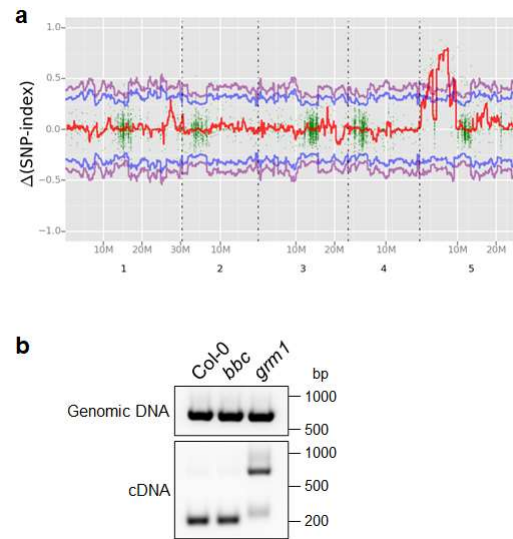 a
1.0
0.5
0.0
−0.5
−1.0
Δ(SNP-index)
10M 20M 30M 10M 10M 20M 10M 10M 20M
1 2 3 4 5
b
Col-0 bbc grm1 bp
Genomic DNA
1000
500
cDNA
1000
500
200